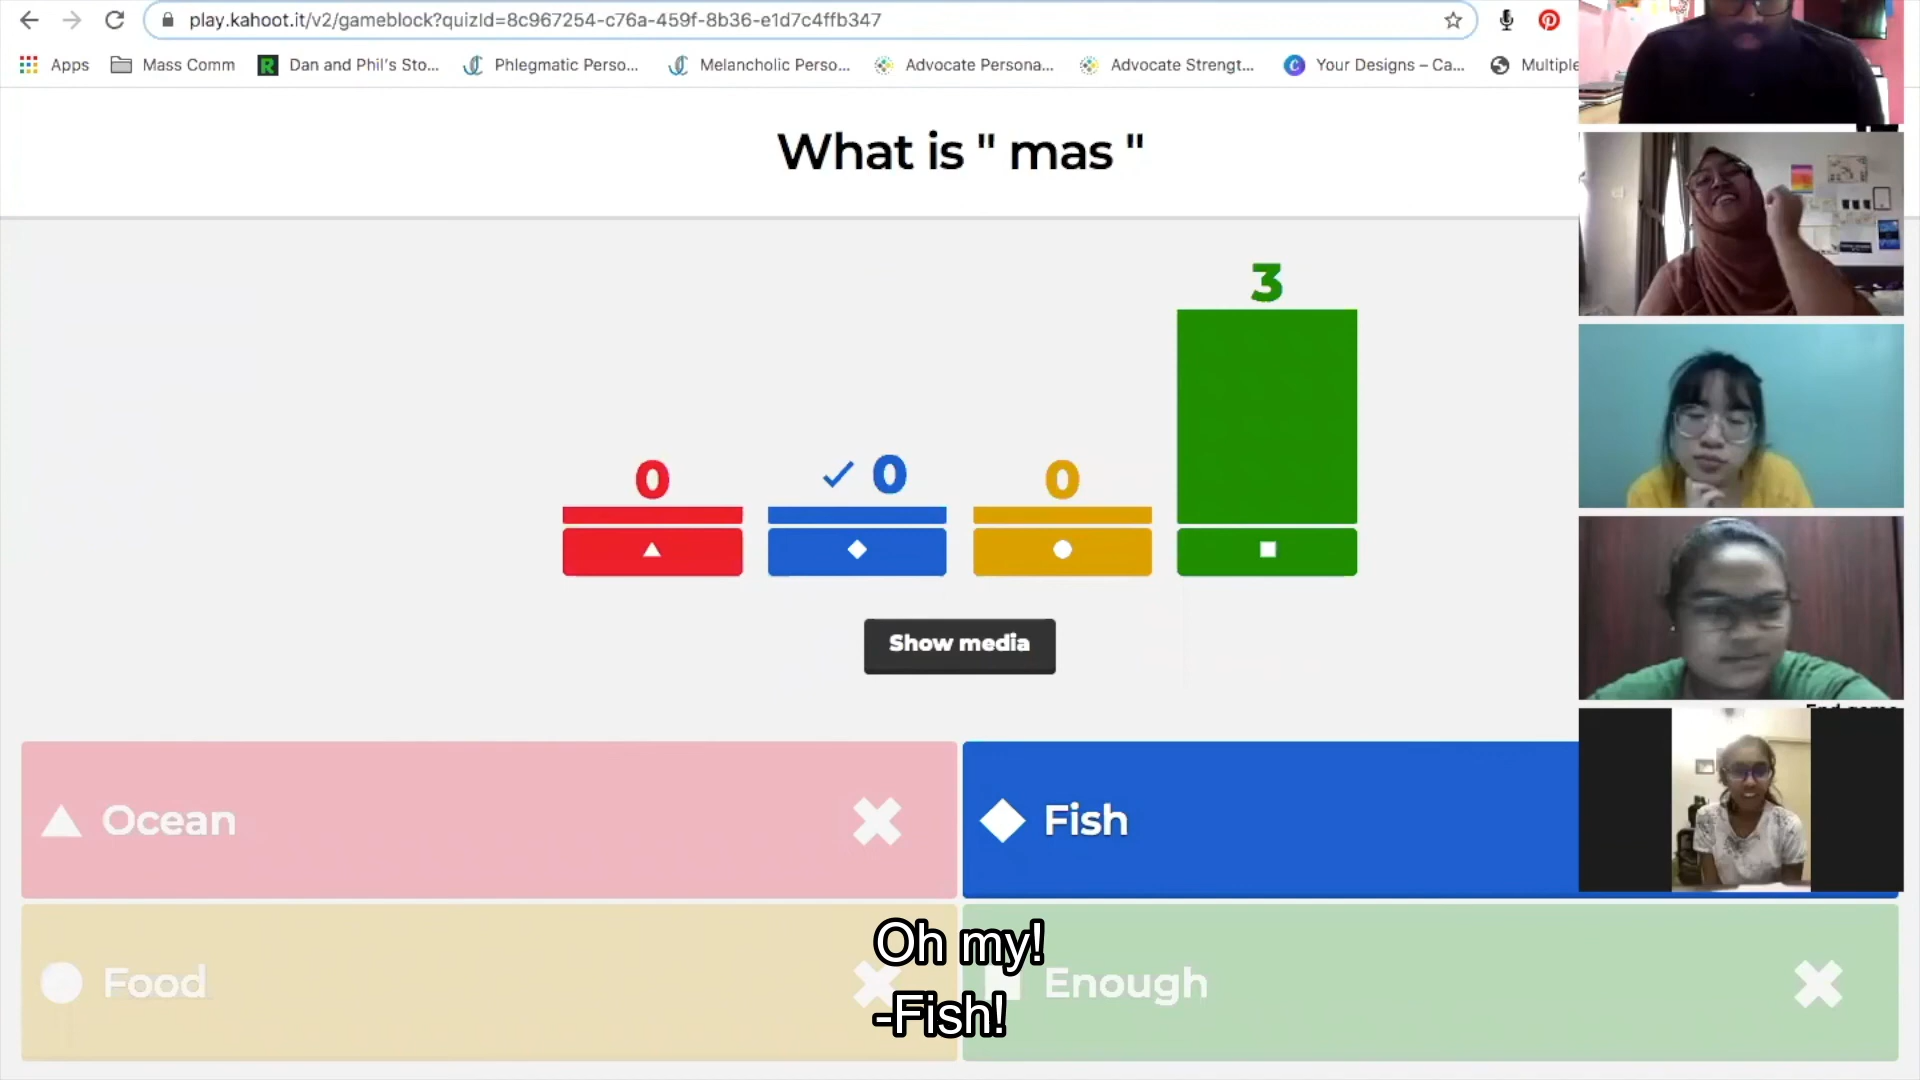 play.kahoot.it/v2/gameblock?quizId=8c967254-c76a-459f-8b36-e1d7c4ffb347
Apps Mass Comm Dan and Phil's Sto... Phlegmatic Perso... Melancholic Perso... Advocate Persona... Advocate Strengt... Your Designs – Ca... Multiple
What is " mas "
3
0 0 0
Show media
Ocean
Fish
Food
Enough
Oh my!
-Fish!